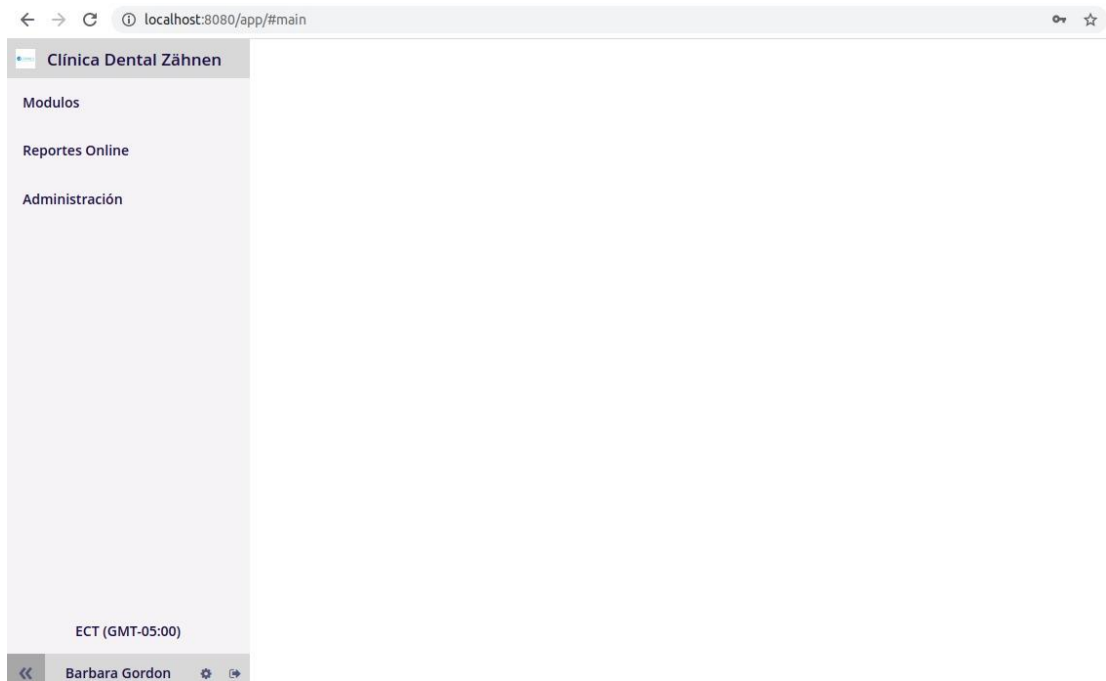 localhost:8080/app/#main
Clínica Dental Zähnen
Modulos
Reportes Online
Administración
ECT (GMT-05:00)
Barbara Gordon